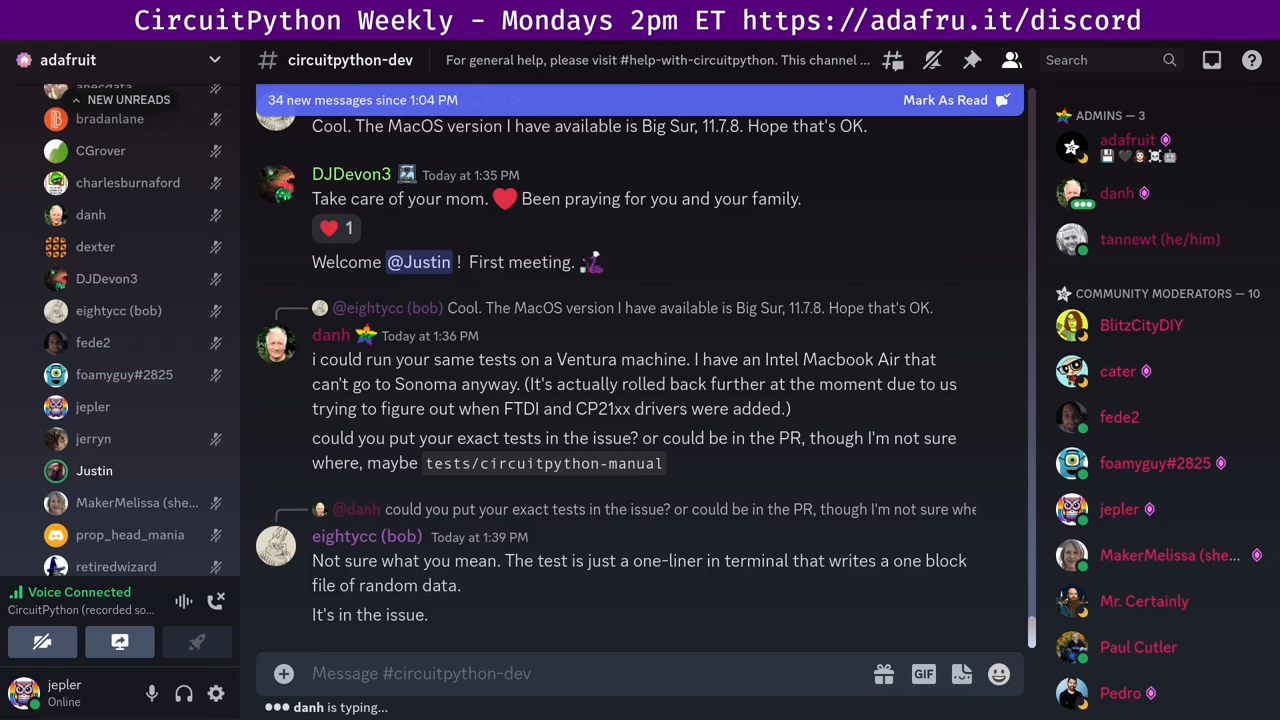 CircuitPython Weekly - Mondays 2pm ET https://adafru.it/discord
adafruit
NEW UNREADS
bradanlane
CGrover
charlesburnaford
danh
dexter
DJDevon3
eightycc (bob)
fede2
foamyguy#2825
jepler
jerryn
Justin
MakerMelissa (she...
prop_head_mania
retiredwizard
Voice Connected
CircuitPython (recorded so...
jepler
Online
# circuitpython-dev
For general help, please visit #help-with-circuitpython. This channel ...
Search
34 new messages since 1:04 PM
Mark As Read
Cool. The MacOS version I have available is Big Sur, 11.7.8. Hope that's OK.
DJDevon3 Today at 1:35 PM
Take care of your mom. Been praying for you and your family.
1
Welcome @Justin ! First meeting.
@eightycc (bob) Cool. The MacOS version I have available is Big Sur, 11.7.8. Hope that's OK.
danh Today at 1:36 PM
i could run your same tests on a Ventura machine. I have an Intel Macbook Air that
can't go to Sonoma anyway. (It's actually rolled back further at the moment due to us
trying to figure out when FTDI and CP21xx drivers were added.)
could you put your exact tests in the issue? or could be in the PR, though I'm not sure
where, maybe tests/circuitpython-manual
@danh could you put your exact tests in the issue? or could be in the PR, though I'm not sure
eightycc (bob) Today at 1:39 PM
Not sure what you mean. The test is just a one-liner in terminal that writes a one block
file of random data.
It's in the issue.
Message #circuitpython-dev
GIF
danh is typing...
ADMINS — 3
adafruit
danh
tannewt (he/him)
COMMUNITY MODERATORS — 10
BlitzCityDIY
cater
fede2
foamyguy#2825
jepler
MakerMelissa (she...
Mr. Certainly
Paul Cutler
Pedro